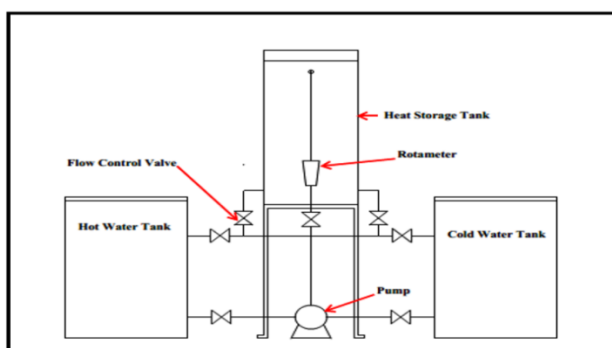 Heat Storage Tank
Rotameter
Flow Control Valve
Hot Water Tank
Cold Water Tank
Pump